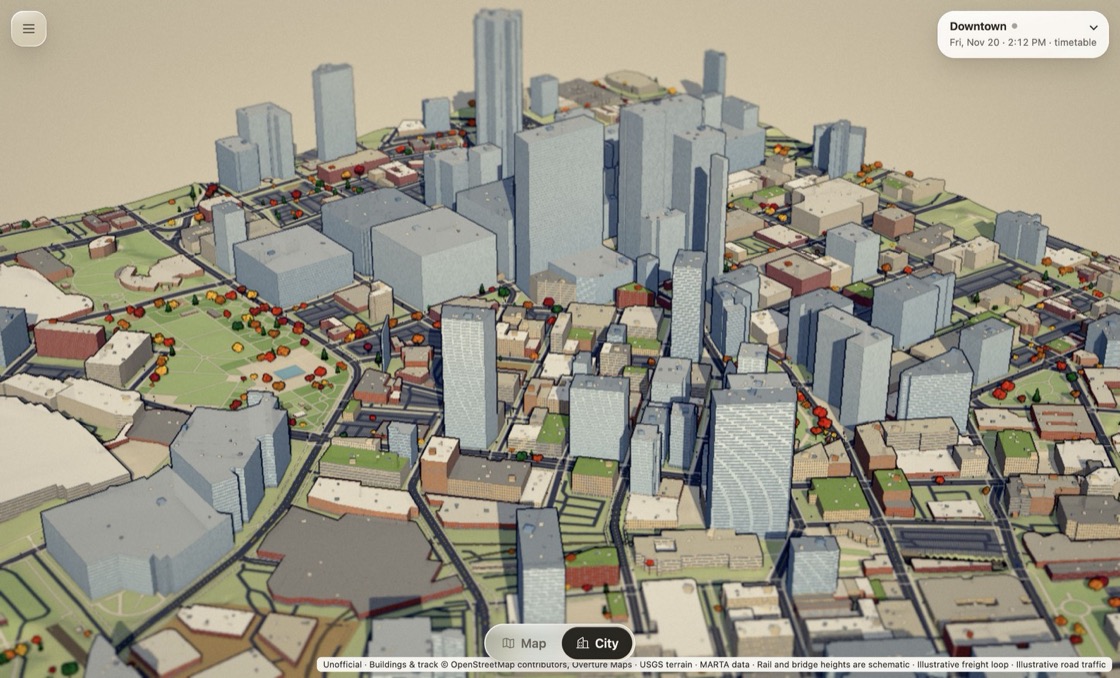 Downtown
Fri, Nov 20 · 2:12 PM · timetable
Map
City
Unofficial · Buildings & track © OpenStreetMap contributors, Overture Maps · USGS terrain · MARTA data · Rail and bridge heights are schematic · Illustrative freight loop · Illustrative road traffic